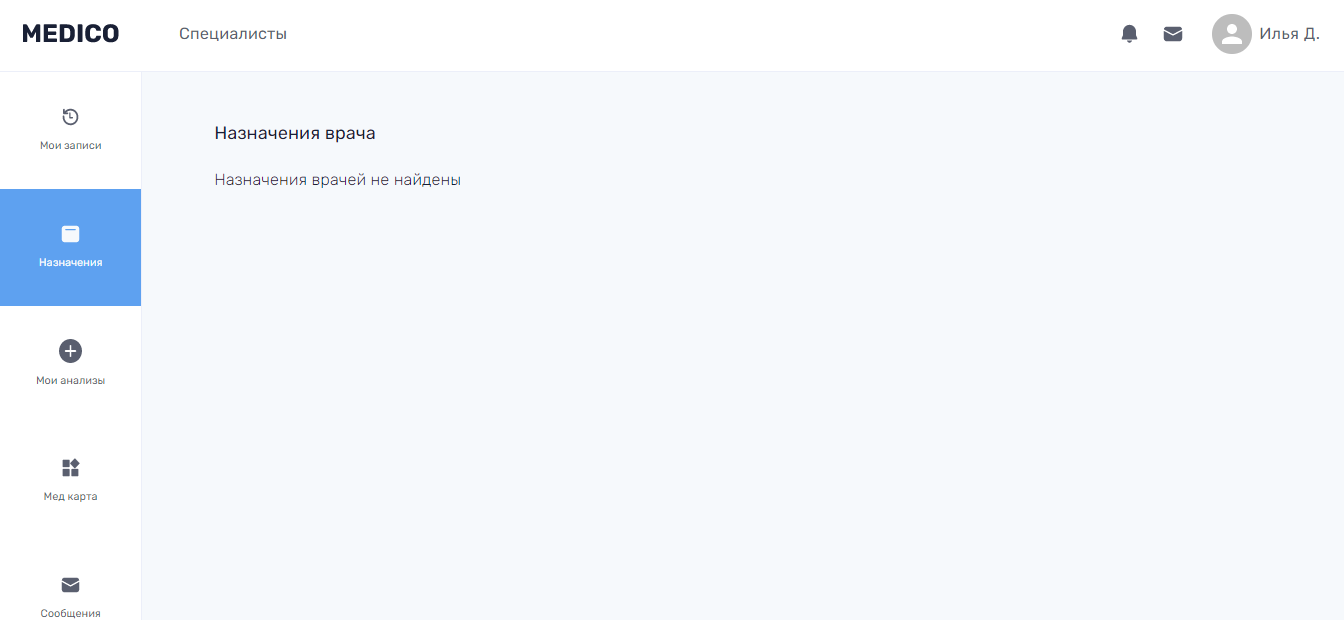 MEDICO
Специалисты
Илья Д.
Мои записи
Назначения
Мои анализы
Мед карта
Сообщения
Назначения врача
Назначения врачей не найдены